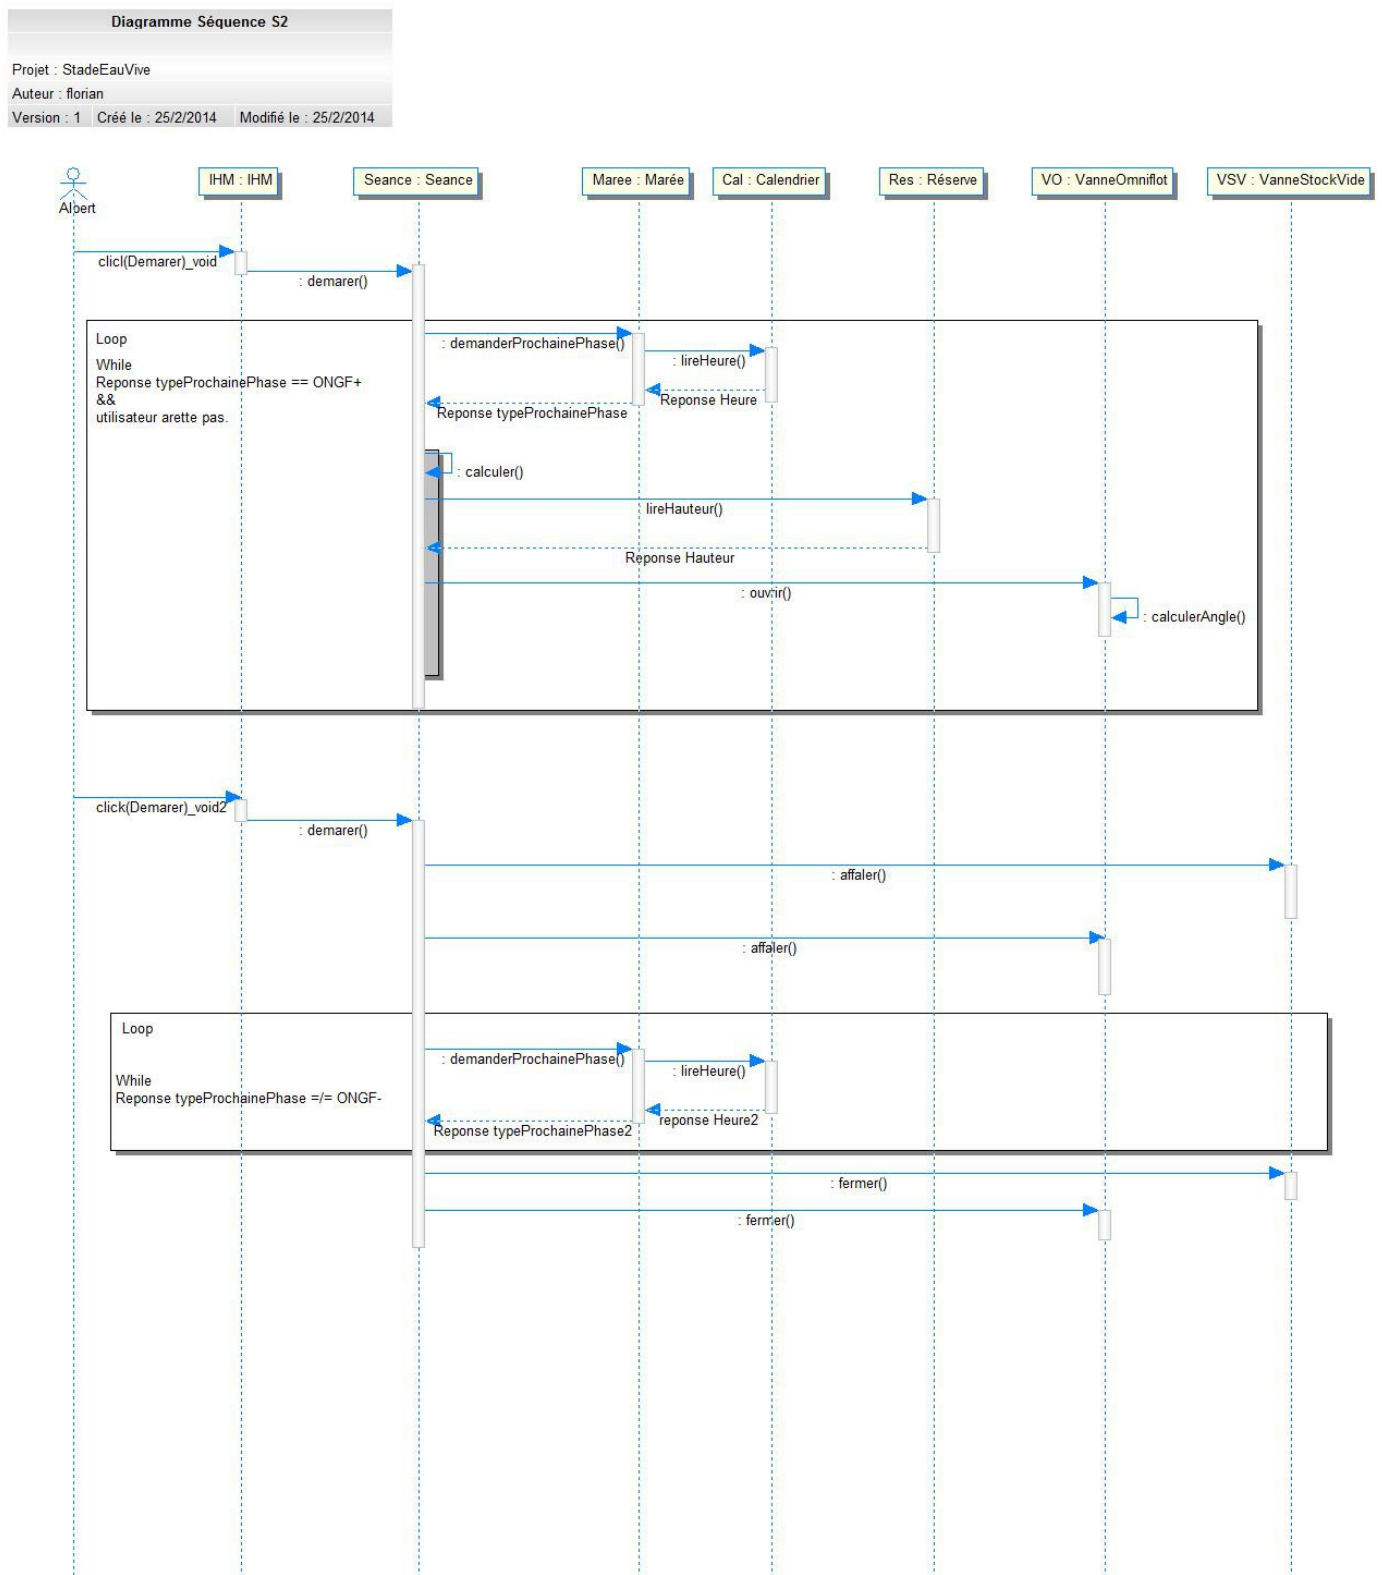 Diagramme Séquence S2
Projet : StadeEauVive
Auteur : florian
Version : 1 Créé le : 25/2/2014 Modifié le : 25/2/2014
Albert
IHM : IHM
Seance : Seance
Maree : Marée
Cal : Calendrier
Res : Réserve
VO : VanneOmniflot
VSV : VanneStockVide
clicl(Demarer)_void
: demarer()
Loop
While
Reponse typeProchainePhase == ONGF+
&&
utilisateur arette pas.
: demanderProchainePhase()
: lireHeure()
Reponse Heure
Reponse typeProchainePhase
: calculer()
lireHauteur()
Reponse Hauteur
: ouvrir()
: calculerAngle()
click(Demarer)_void2
: demarer()
: affaler()
: affaler()
Loop
While
Reponse typeProchainePhase =/= ONGF-
: demanderProchainePhase()
: lireHeure()
reponse Heure2
Reponse typeProchainePhase2
: fermer()
: fermer()